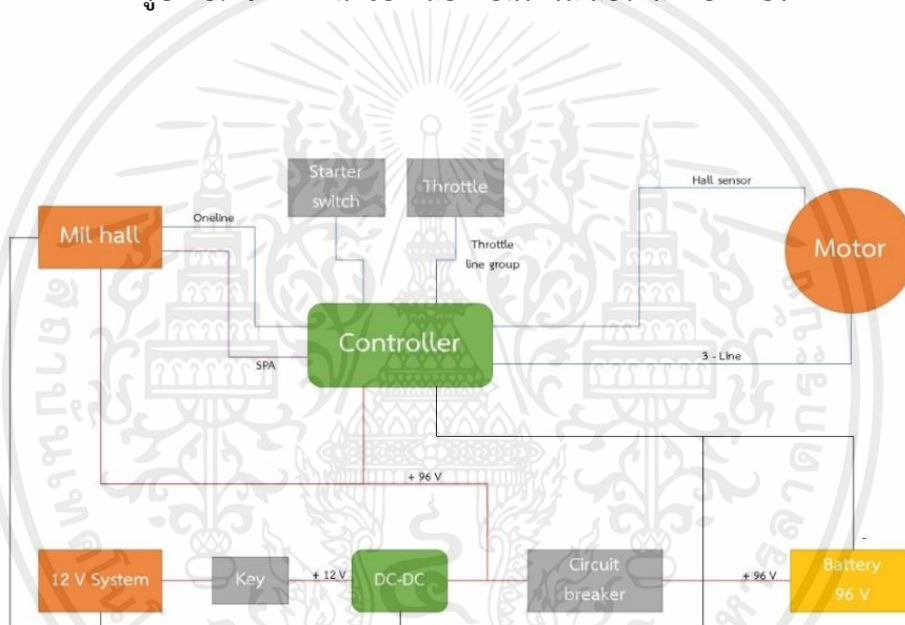 Starter
switch
Throttle
Hall sensor
Mil hall
Oneline
Motor
Throttle
line group
Controller
SPA
3 - Line
+ 96 V
12 V System
Key
+ 12 V
DC-DC
Circuit
breaker
+ 96 V
-
Battery
96 V